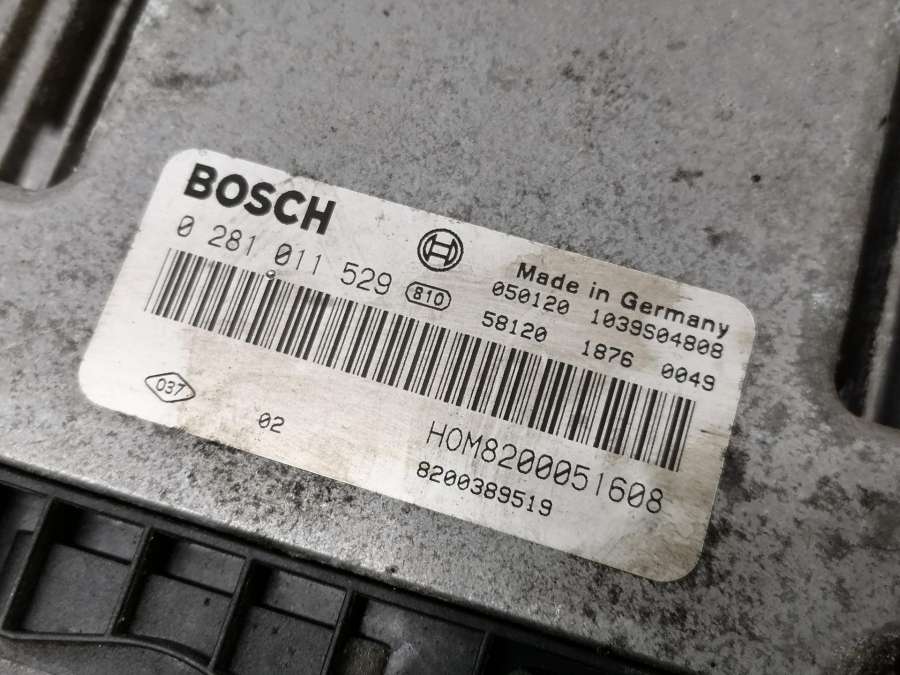 BOSCH
0 281 011 529 810
Made in Germany
050120 1039S04808
58120 1876 0049
037
02
HOM8200051608
8200389519